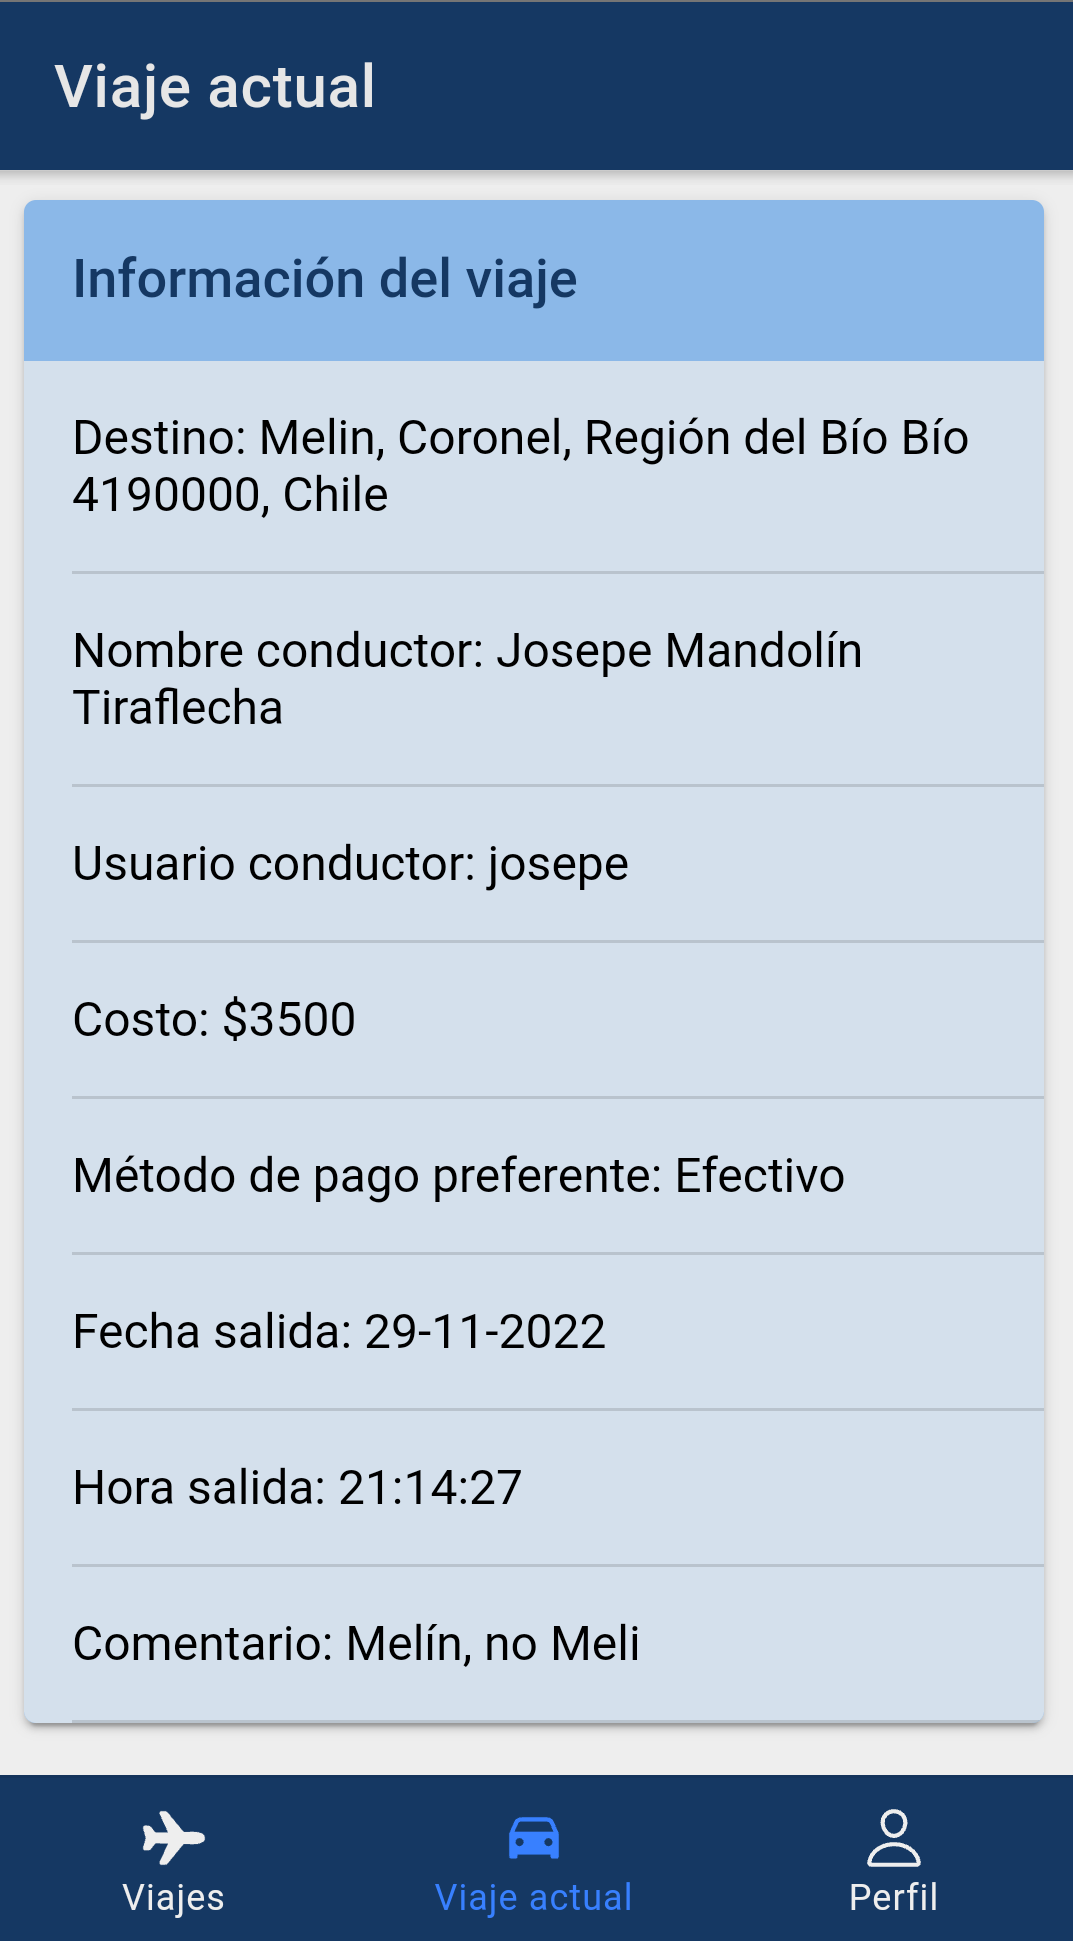 Viaje actual
Información del viaje
Destino: Melin, Coronel, Región del Bío Bío
4190000, Chile
Nombre conductor: Josepe Mandolín
Tiraflecha
Usuario conductor: josepe
Costo: $3500
Método de pago preferente: Efectivo
Fecha salida: 29-11-2022
Hora salida: 21:14:27
Comentario: Melín, no Meli
Viajes
Viaje actual
Perfil